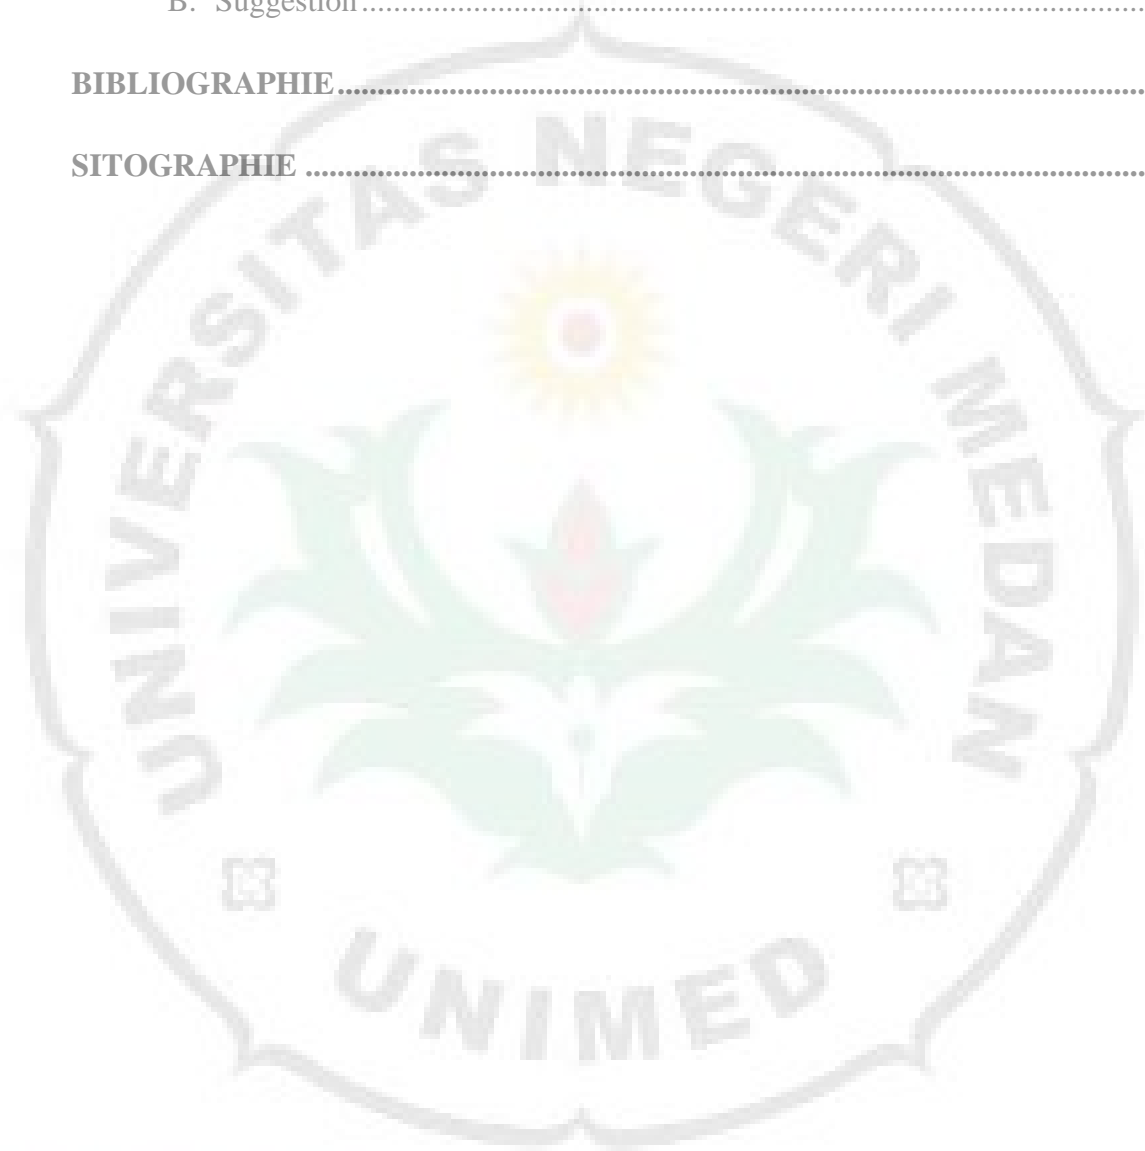 B. Suggestion.....................................................................................................
BIBLIOGRAPHIE.....................................................................................................
SITOGRAPHIE .....................................................................................................
UNIVERSITAS NEGERI MEDAN
UNIMED